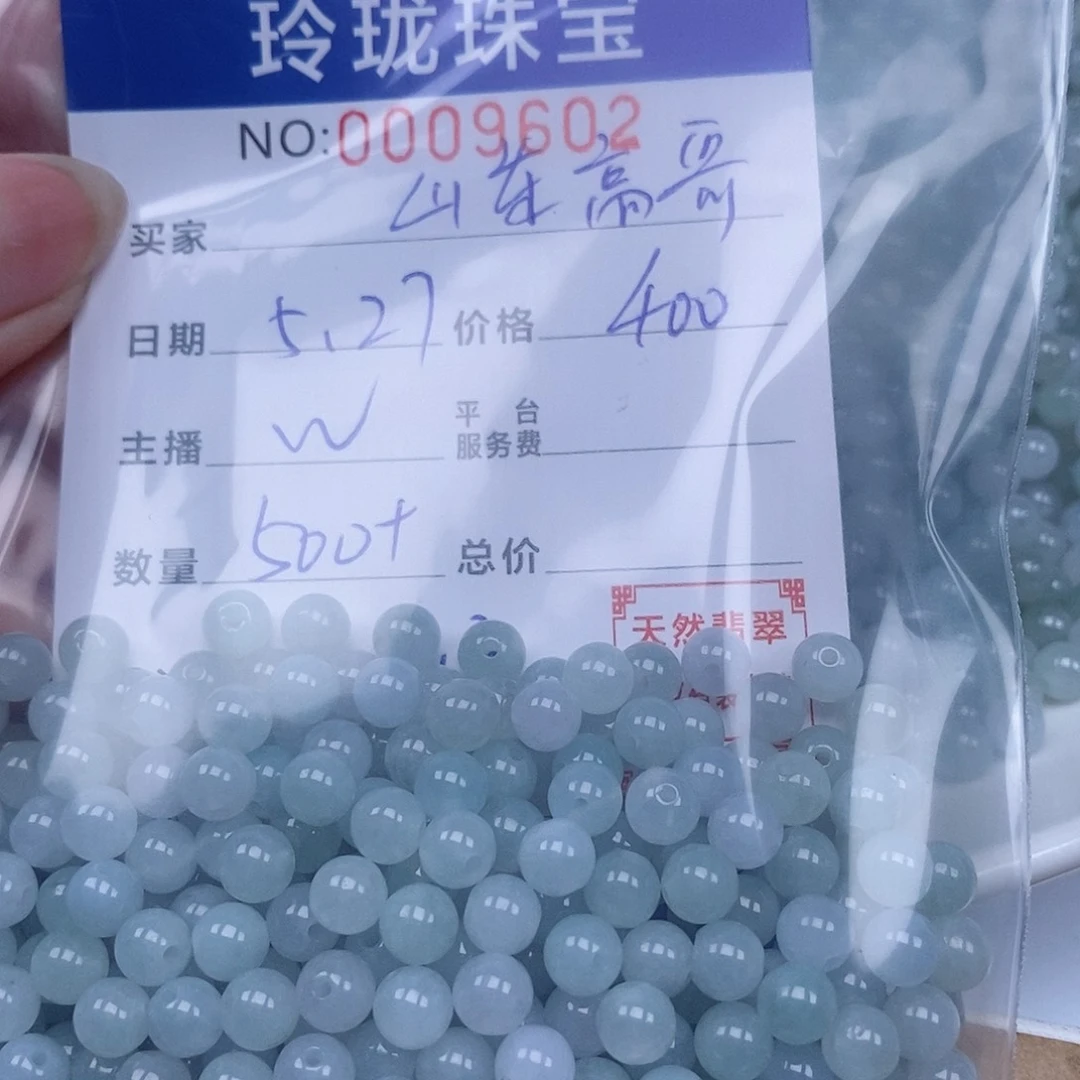 玲珑珠宝
NO:0009602
买家 山东高哥
日期 5.27 价格 400
主播 W 平台服务费
数量 500+ 总价
天然翡翠